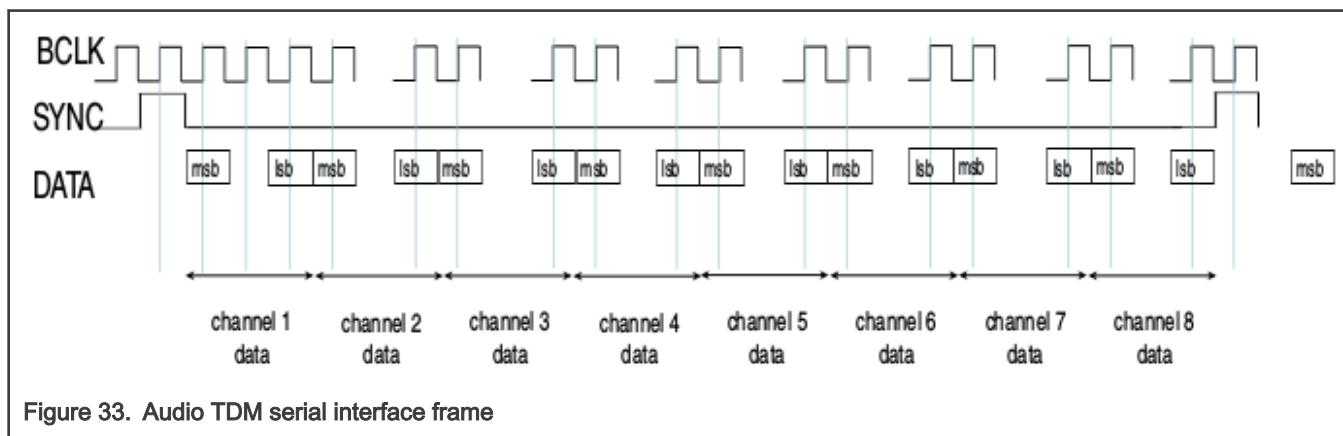 BCLK
SYNC
DATA
msb lsb msb lsb msb lsb msb lsb msb lsb msb lsb msb lsb msb lsb msb
channel 1 data
channel 2 data
channel 3 data
channel 4 data
channel 5 data
channel 6 data
channel 7 data
channel 8 data
Figure 33. Audio TDM serial interface frame